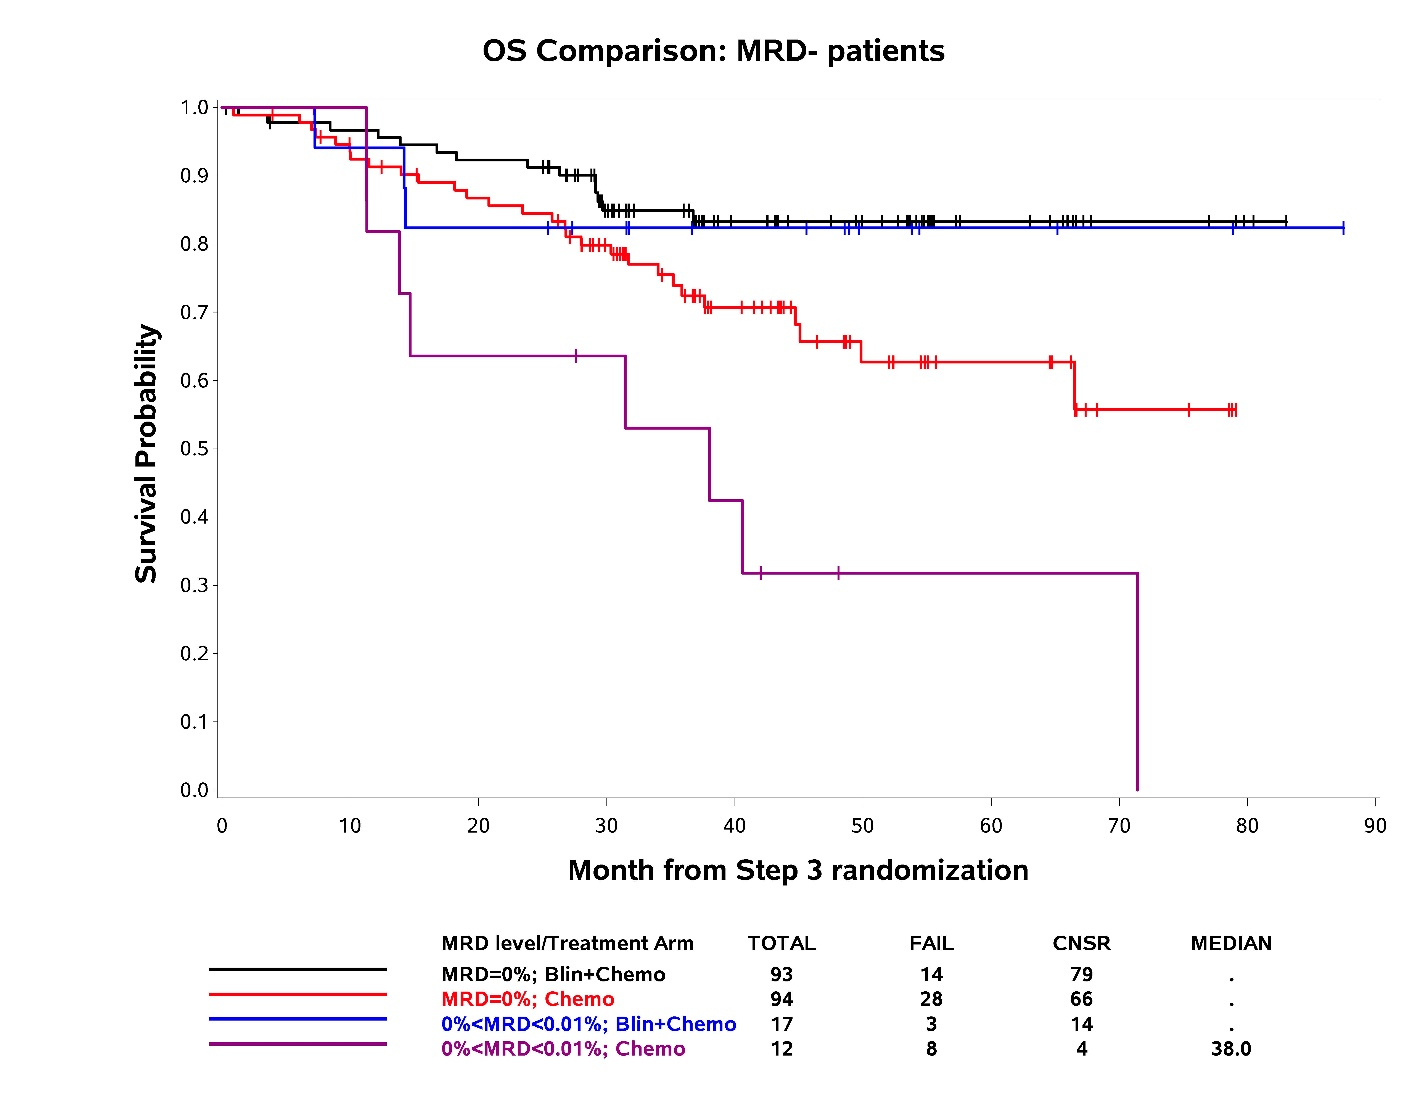 OS Comparison: MRD- patients
Survival Probability
1.0
0.9
0.8
0.7
0.6
0.5
0.4
0.3
0.2
0.1
0.0
0 10 20 30 40 50 60 70 80 90
Month from Step 3 randomization
MRD level/Treatment Arm TOTAL FAIL CNSR MEDIAN
MRD=0%; Blin+Chemo 93 14 79 .
MRD=0%; Chemo 94 28 66 .
0%<MRD<0.01%; Blin+Chemo 17 3 14 .
0%<MRD<0.01%; Chemo 12 8 4 38.0